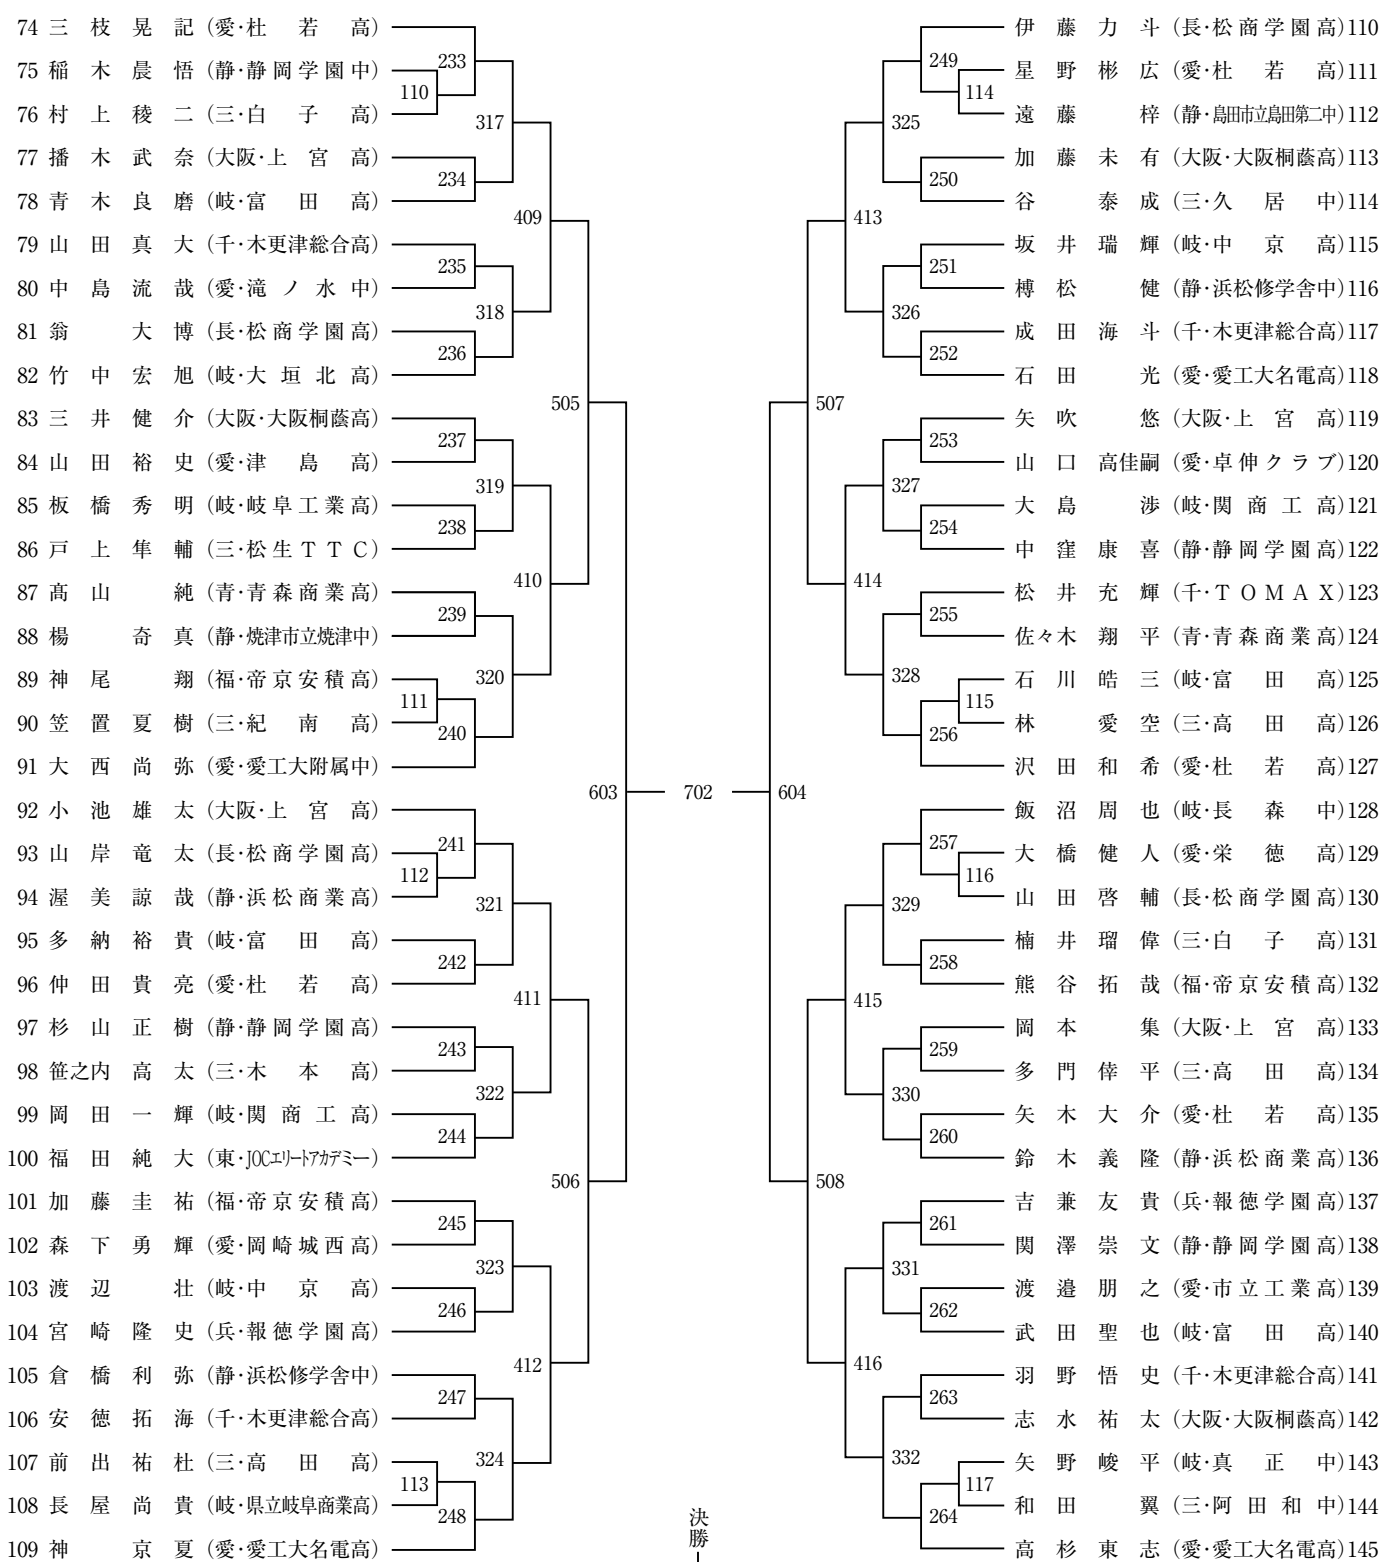 74 三枝晃記 (愛・杜若高)
75 稲木晨悟 (静・静岡学園中)
76 村上稜二 (三・白子高)
77 播木武奈 (大阪・上宮高)
78 青木良磨 (岐・富田高)
79 山田真大 (千・木更津総合高)
80 中島流哉 (愛・滝ノ水中)
81 翁大博 (長・松商学園高)
82 竹中宏旭 (岐・大垣北高)
83 三井健介 (大阪・大阪桐蔭高)
84 山田裕史 (愛・津島高)
85 板橋秀明 (岐・岐阜工業高)
86 戸上隼輔 (三・松生TTC)
87 髙山純 (青・青森商業高)
88 楊奇真 (静・焼津市立焼津中)
89 神尾翔 (福・帝京安積高)
90 笠置夏樹 (三・紀南高)
91 大西尚弥 (愛・愛工大附属中)
92 小池雄太 (大阪・上宮高)
93 山岸竜太 (長・松商学園高)
94 渥美諒哉 (静・浜松商業高)
95 多納裕貴 (岐・富田高)
96 仲田貴亮 (愛・杜若高)
97 杉山正樹 (静・静岡学園高)
98 笹之内高太 (三・木本高)
99 岡田一輝 (岐・関商工高)
100 福田純大 (東・JOCエリートアカデミー)
101 加藤圭祐 (福・帝京安積高)
102 森下勇輝 (愛・岡崎城西高)
103 渡辺壮 (岐・中京高)
104 宮崎隆史 (兵・報徳学園高)
105 倉橋利弥 (静・浜松修学舎中)
106 安徳拓海 (千・木更津総合高)
107 前出祐杜 (三・高田高)
108 長屋尚貴 (岐・県立岐阜商業高)
109 神京夏 (愛・愛工大名電高)
110
111
112
113
233
234
235
236
237
238
239
240
241
242
243
244
245
246
247
248
317
318
319
320
321
322
323
324
409
410
411
412
505
506
603
702
決勝
604
507
508
413
414
415
416
325
326
327
328
329
330
331
332
249
250
251
252
253
254
255
256
257
258
259
260
261
262
263
264
114
115
116
117
伊藤力斗 (長・松商学園高)110
星野彬広 (愛・杜若高)111
遠藤梓 (静・島田市立島田第二中)112
加藤未有 (大阪・大阪桐蔭高)113
谷泰成 (三・久居中)114
坂井瑞輝 (岐・中京高)115
榑松健 (静・浜松修学舎中)116
成田海斗 (千・木更津総合高)117
石田光 (愛・愛工大名電高)118
矢吹悠 (大阪・上宮高)119
山口高佳嗣 (愛・卓伸クラブ)120
大島渉 (岐・関商工高)121
中窪康喜 (静・静岡学園高)122
松井充輝 (千・TOMAX)123
佐々木翔平 (青・青森商業高)124
石川皓三 (岐・富田高)125
林愛空 (三・高田高)126
沢田和希 (愛・杜若高)127
飯沼周也 (岐・長森中)128
大橋健人 (愛・栄徳高)129
山田啓輔 (長・松商学園高)130
楠井瑠偉 (三・白子高)131
熊谷拓哉 (福・帝京安積高)132
岡本集 (大阪・上宮高)133
多門倖平 (三・高田高)134
矢木大介 (愛・杜若高)135
鈴木義隆 (静・浜松商業高)136
吉兼友貴 (兵・報徳学園高)137
関澤崇文 (静・静岡学園高)138
渡邉朋之 (愛・市立工業高)139
武田聖也 (岐・富田高)140
羽野悟史 (千・木更津総合高)141
志水祐太 (大阪・大阪桐蔭高)142
矢野峻平 (岐・真正中)143
和田翼 (三・阿田和中)144
高杉東志 (愛・愛工大名電高)145